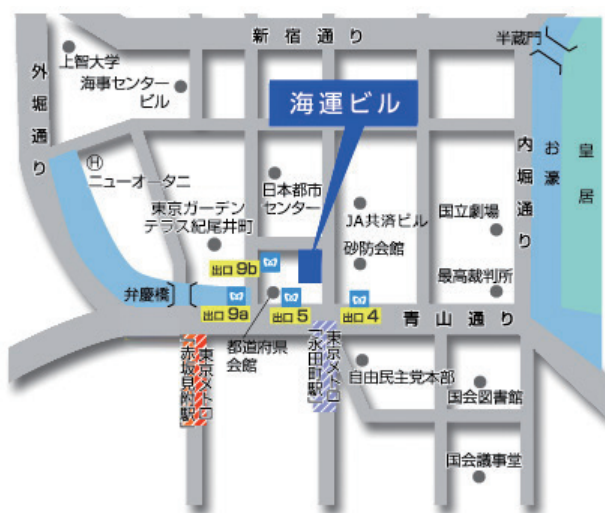 新宿通り
半蔵門
上智大学
海事センター
ビル
外堀通り
海運ビル
内堀通り
お濠
皇居
Ⓗ
ニューオータニ
日本都市
センター
東京ガーデン
テラス紀尾井町
JA共済ビル
国立劇場
砂防会館
出口 9b
最高裁判所
弁慶橋
出口 9a
出口 5
出口 4
青山通り
都道府県
会館
東京メトロ
「赤坂見附駅」
東京メトロ
「永田町駅」
自由民主党本部
国会図書館
国会議事堂